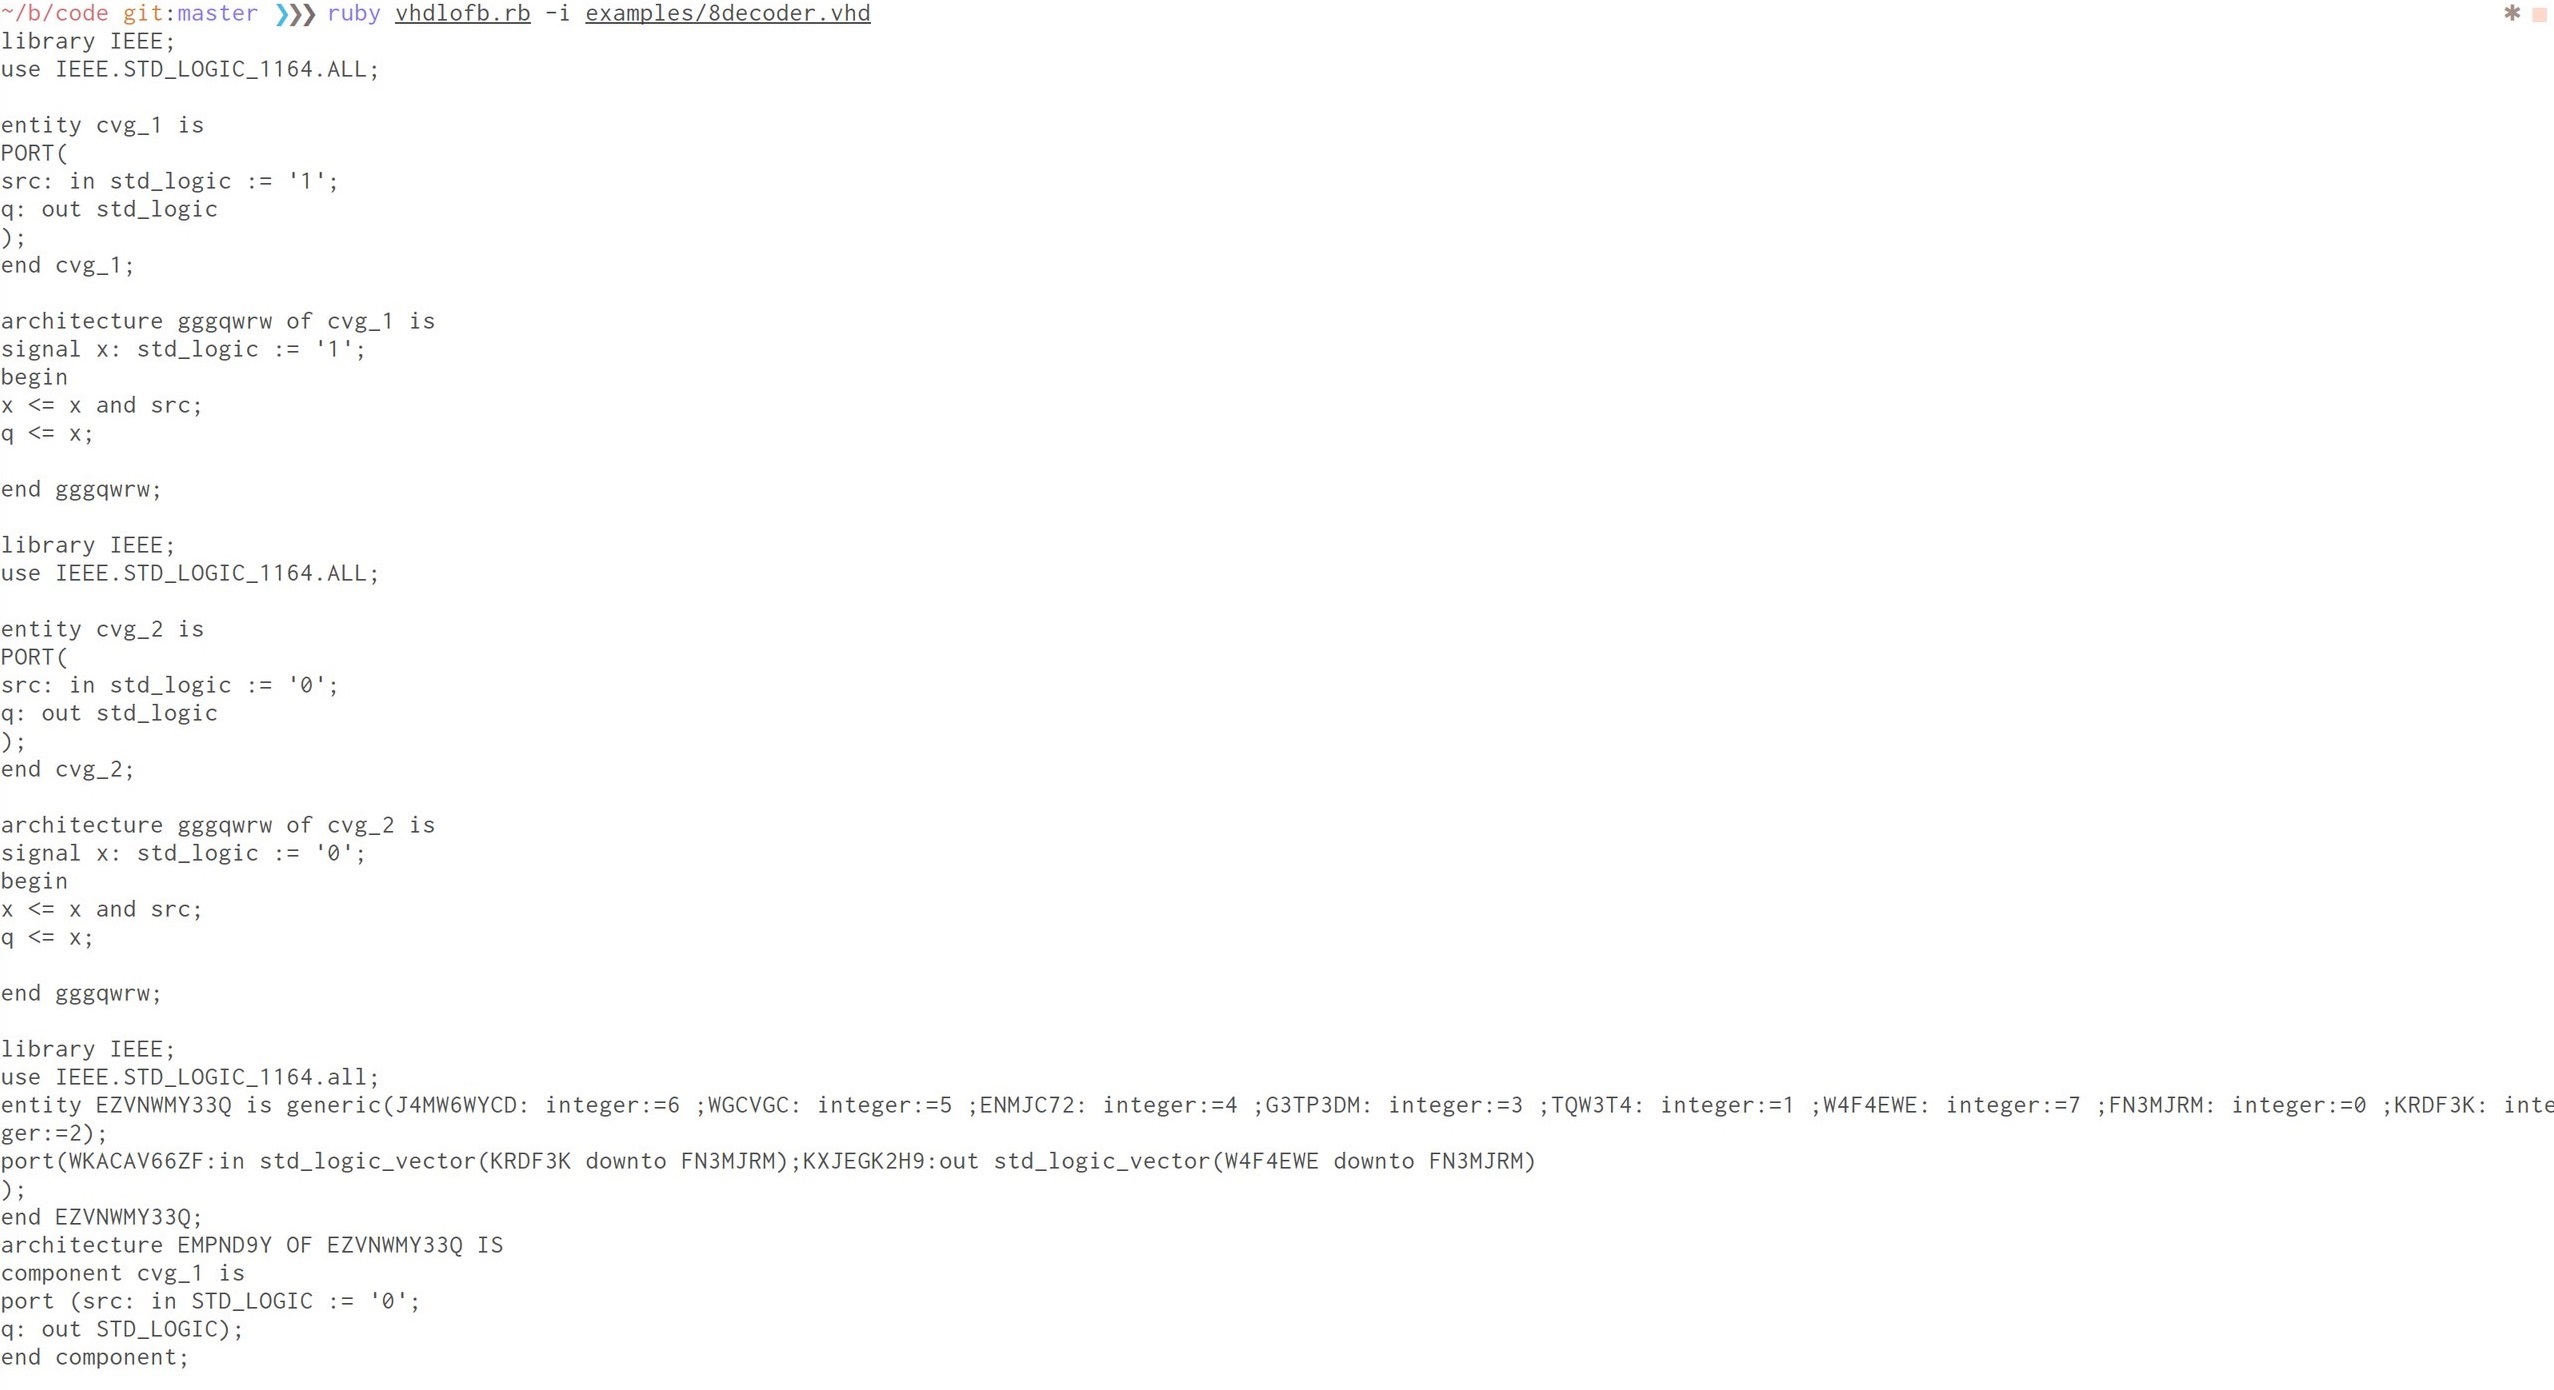 ~/b/code git:master ❯❯❯ ruby vhdlofb.rb -i examples/8decoder.vhd ✱ ■
library IEEE;
use IEEE.STD_LOGIC_1164.ALL;
entity cvg_1 is
PORT(
src: in std_logic := '1';
q: out std_logic
);
end cvg_1;
architecture gggqwrw of cvg_1 is
signal x: std_logic := '1';
begin
x <= x and src;
q <= x;
end gggqwrw;
library IEEE;
use IEEE.STD_LOGIC_1164.ALL;
entity cvg_2 is
PORT(
src: in std_logic := '0';
q: out std_logic
);
end cvg_2;
architecture gggqwrw of cvg_2 is
signal x: std_logic := '0';
begin
x <= x and src;
q <= x;
end gggqwrw;
library IEEE;
use IEEE.STD_LOGIC_1164.all;
entity EZVNWMY33Q is generic(J4MW6WYCD: integer:=6 ;WGCVGC: integer:=5 ;ENMJC72: integer:=4 ;G3TP3DM: integer:=3 ;TQW3T4: integer:=1 ;W4F4EWE: integer:=7 ;FN3MJRM: integer:=0 ;KRDF3K: inte
ger:=2);
port(WKACAV66ZF:in std_logic_vector(KRDF3K downto FN3MJRM);KXJEGK2H9:out std_logic_vector(W4F4EWE downto FN3MJRM)
);
end EZVNWMY33Q;
architecture EMPND9Y OF EZVNWMY33Q IS
component cvg_1 is
port (src: in STD_LOGIC := '0';
q: out STD_LOGIC);
end component;